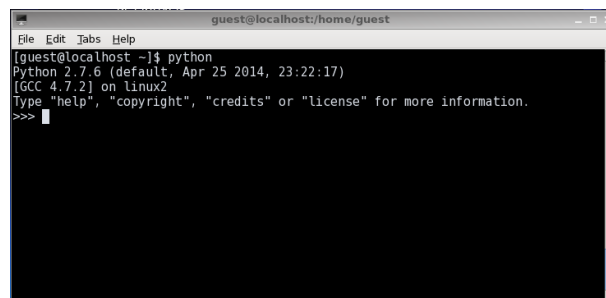 guest@localhost:/home/guest
File Edit Tabs Help
[guest@localhost ~]$ python
Python 2.7.6 (default, Apr 25 2014, 23:22:17)
[GCC 4.7.2] on linux2
Type "help", "copyright", "credits" or "license" for more information.
>>>